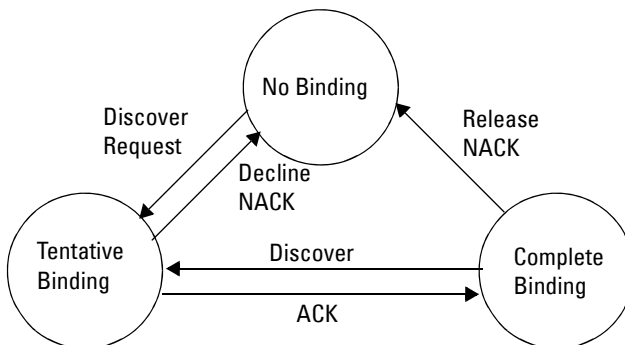 No Binding
Discover
Request
Release
NACK
Decline
NACK
Tentative
Binding
Discover
Complete
Binding
ACK